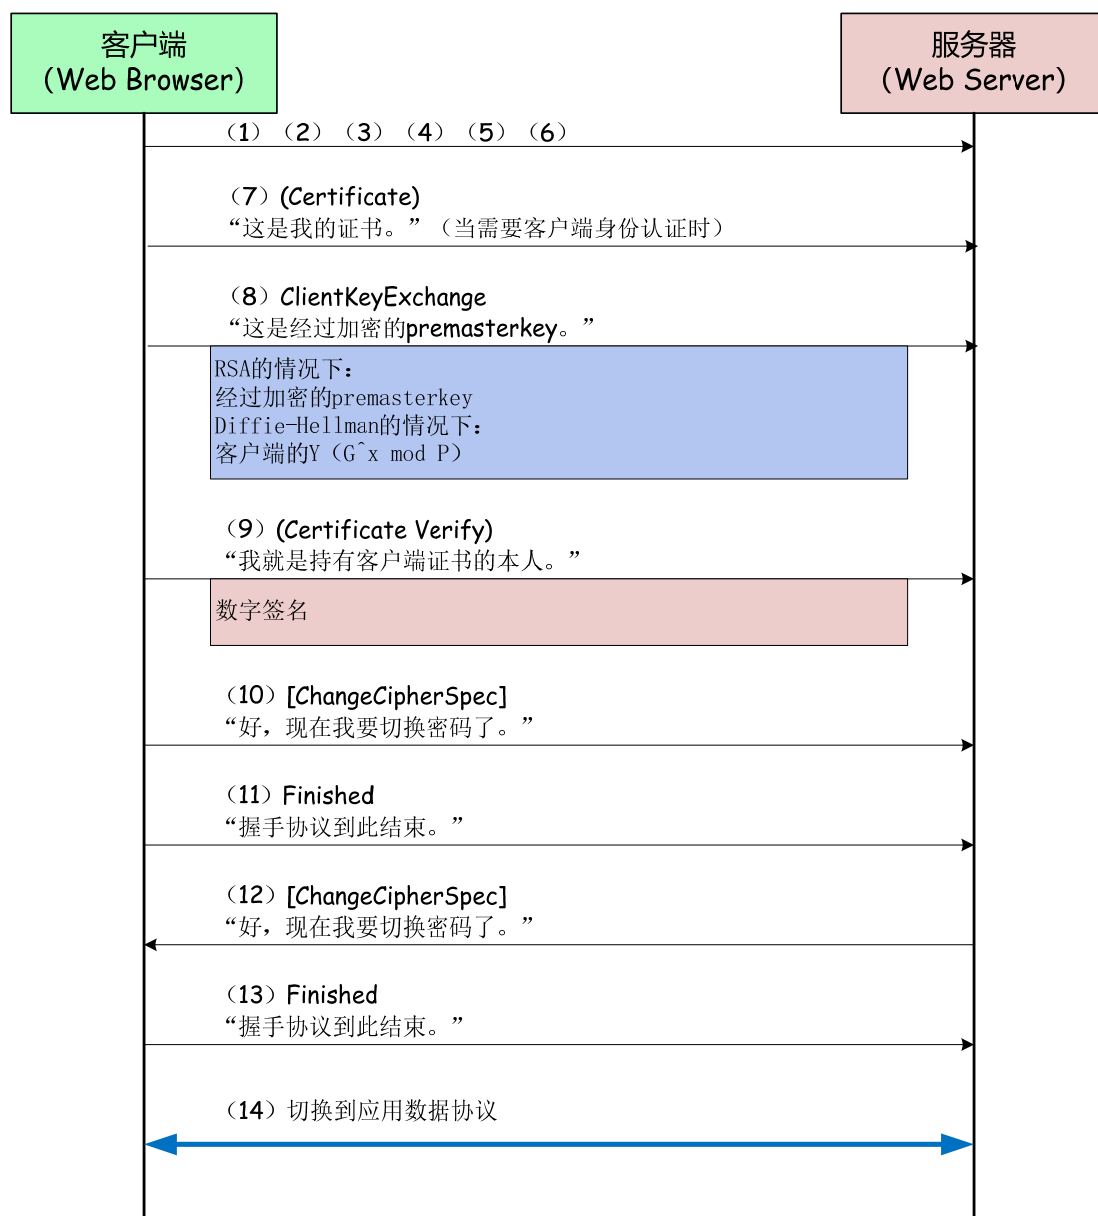 客户端
（Web Browser）
服务器
（Web Server）
（1）（2）（3）（4）（5）（6）
（7）(Certificate)
“这是我的证书。”（当需要客户端身份认证时）
（8）ClientKeyExchange
“这是经过加密的premasterkey。”
RSA的情况下：
经过加密的premasterkey
Diffie-Hellman的情况下：
客户端的Y（G^x mod P）
（9）(Certificate Verify)
“我就是持有客户端证书的本人。”
数字签名
（10）[ChangeCipherSpec]
“好，现在我要切换密码了。”
（11）Finished
“握手协议到此结束。”
（12）[ChangeCipherSpec]
“好，现在我要切换密码了。”
（13）Finished
“握手协议到此结束。”
（14）切换到应用数据协议